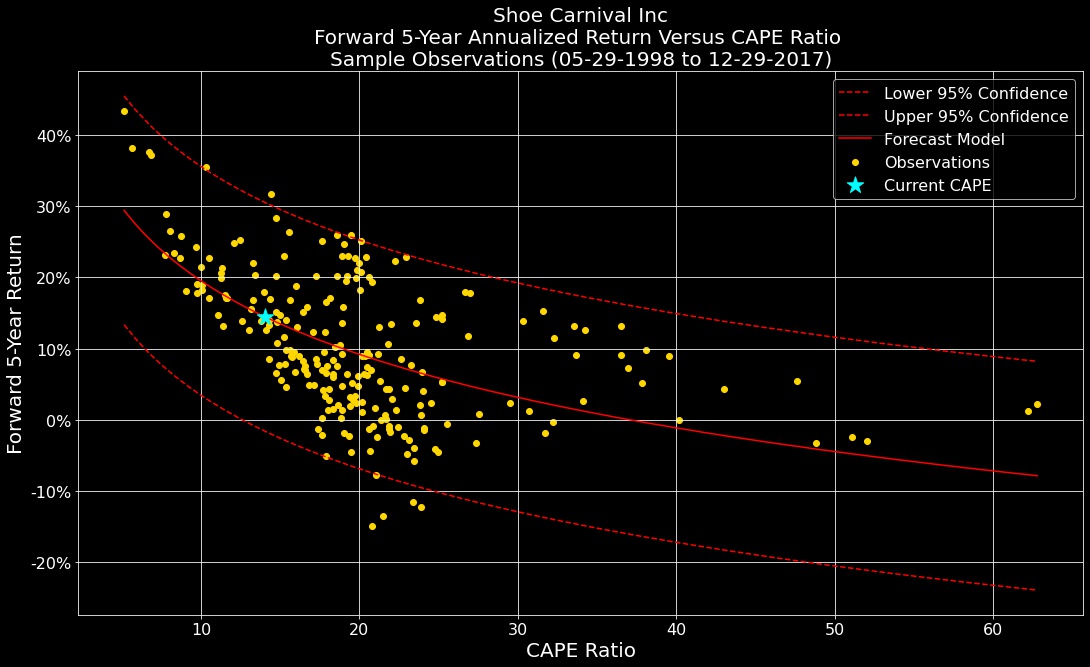 Shoe Carnival Inc
Forward 5-Year Annualized Return Versus CAPE Ratio
Sample Observations (05-29-1998 to 12-29-2017)
Lower 95% Confidence
Upper 95% Confidence
Forecast Model
Observations
Current CAPE
Forward 5-Year Return
40%
30%
20%
10%
0%
-10%
-20%
10 20 30 40 50 60
CAPE Ratio